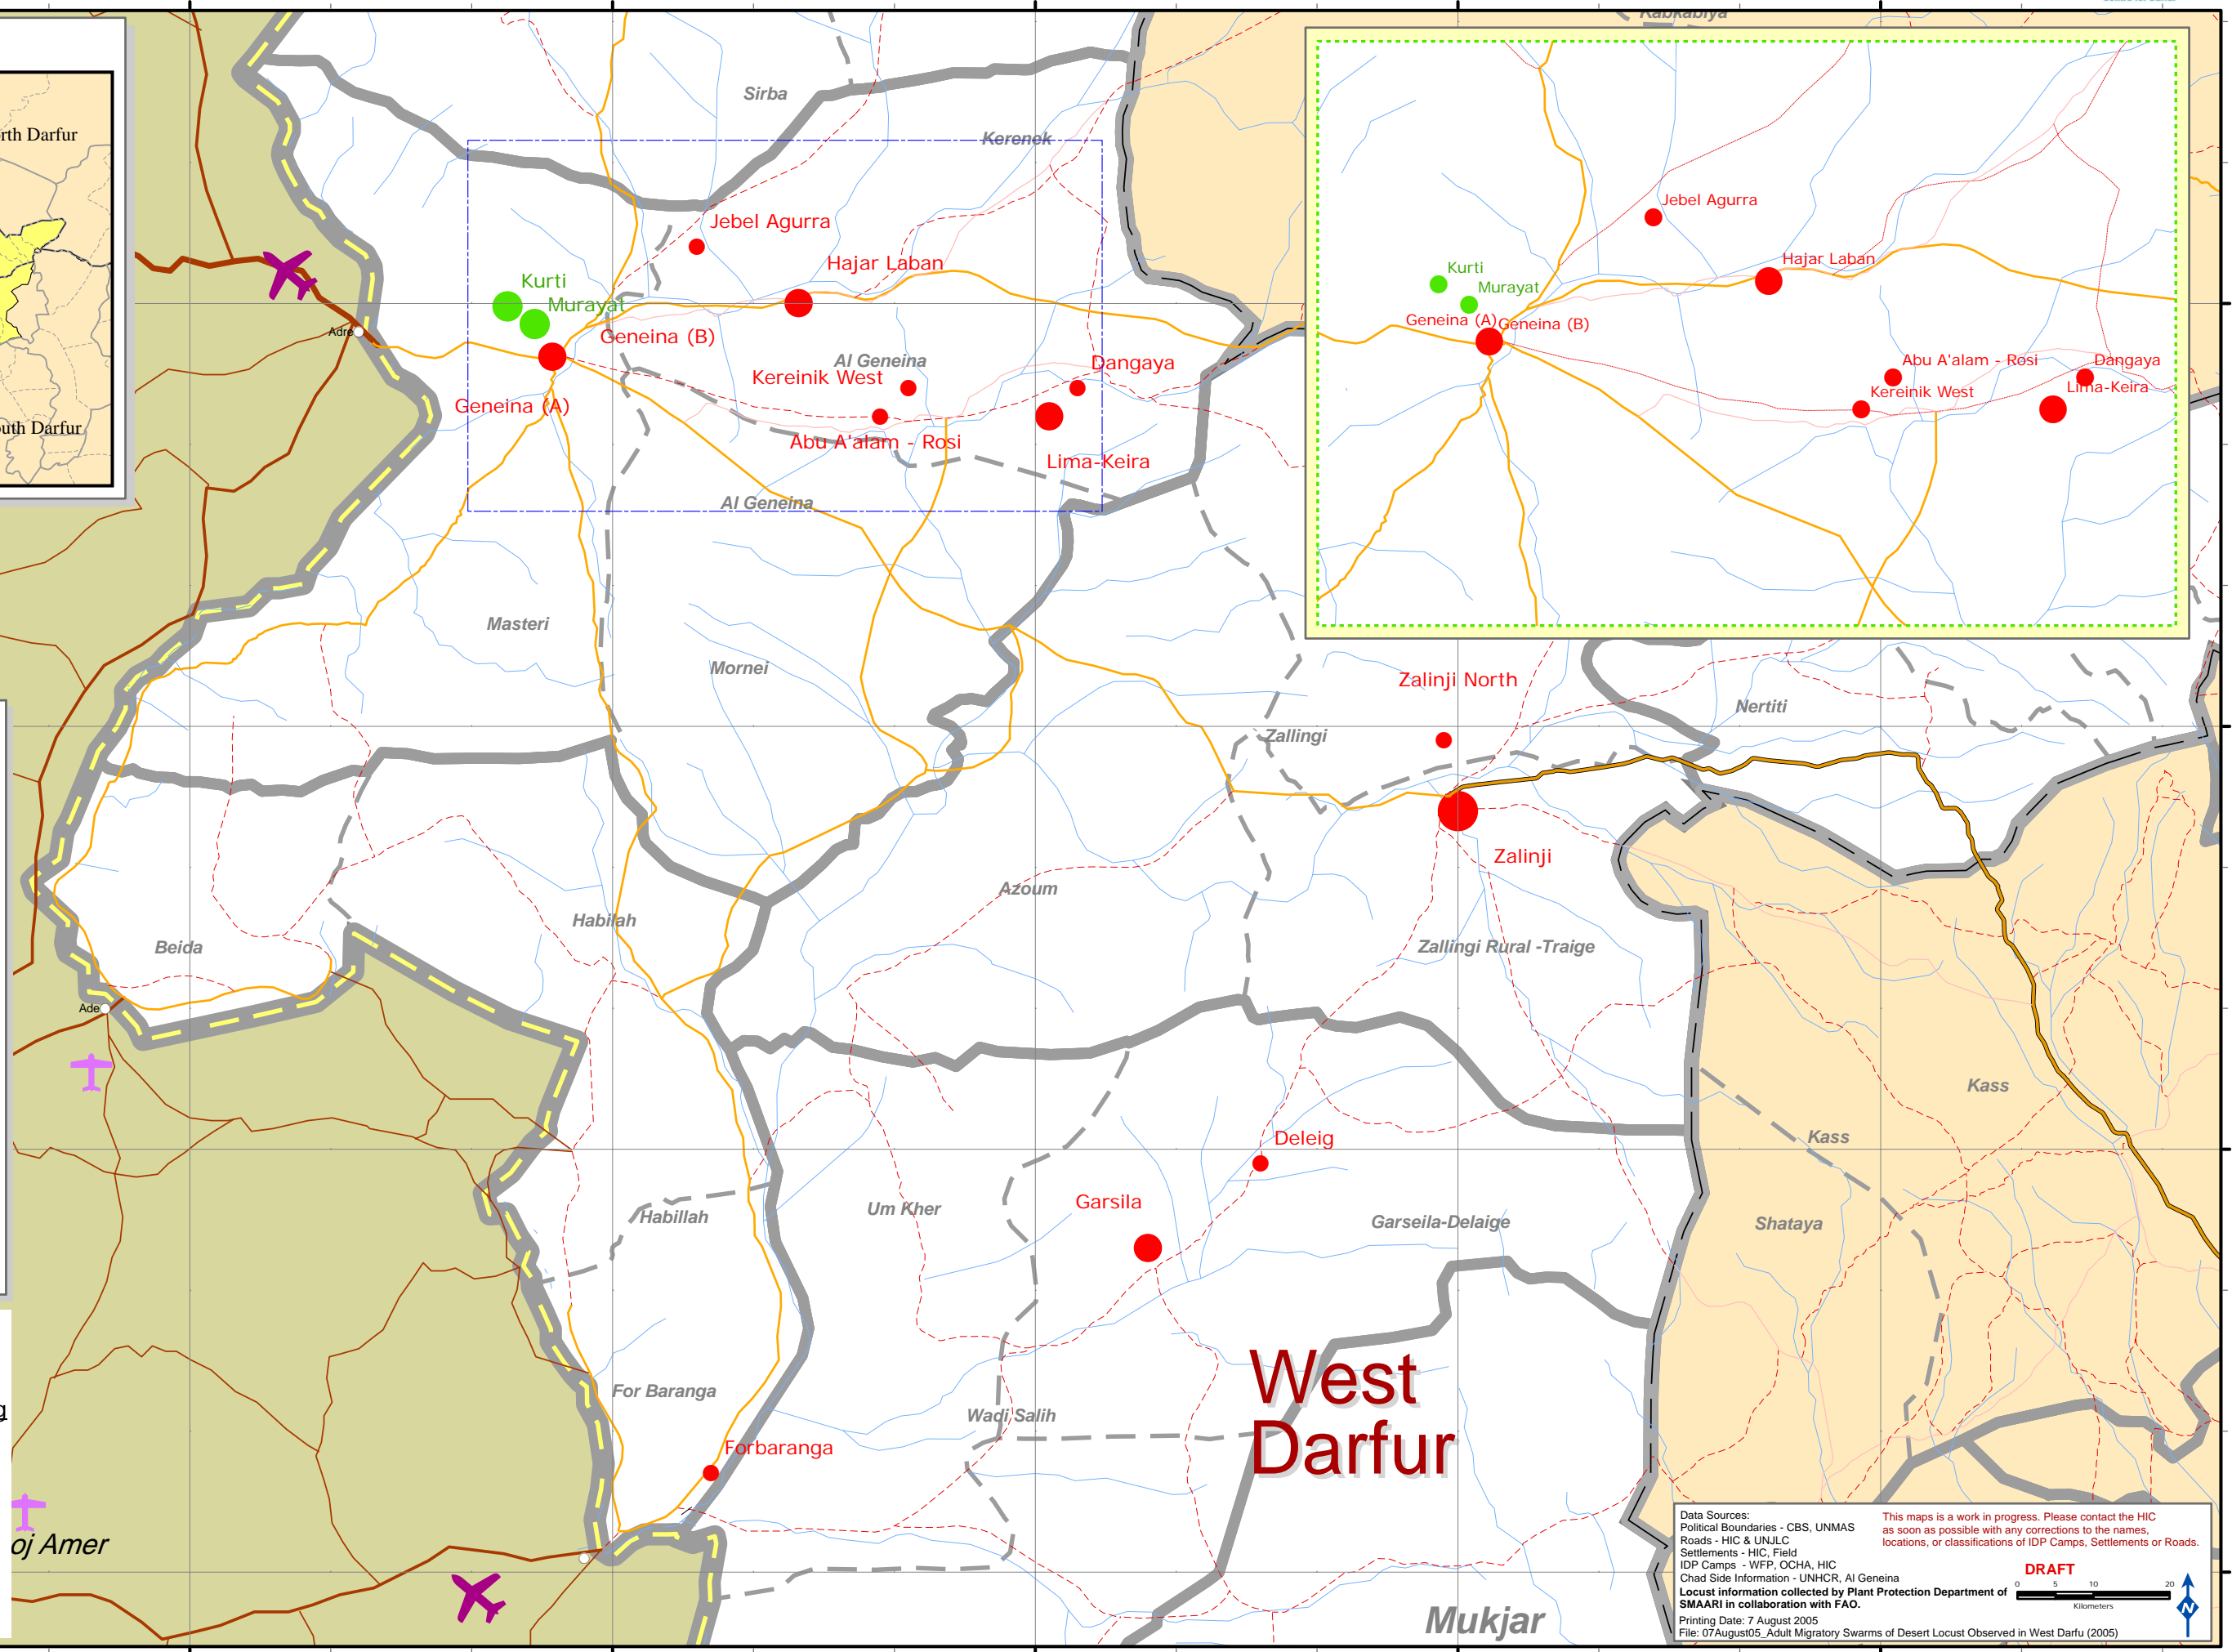 Kabkabiya
rth Darfur
outh Darfur
Sirba
Kerenek
Jebel Agurra
Hajar Laban
Kurti
Murayat
Adre
Geneina (B)
Al Geneina
Dangaya
Kereinik West
Geneina (A)
Abu A'alam - Rosi
Lima-Keira
Al Geneina
Jebel Agurra
Hajar Laban
Kurti
Murayat
Geneina (A)
Geneina (B)
Abu A'alam - Rosi
Dangaya
Kereinik West
Lima-Keira
Masteri
Mornei
Zalinji North
Nertiti
Zallingi
Zalinji
Azoum
Habilah
Beida
Zallingi Rural -Traige
Ade
Kass
Kass
Deleig
Garsila
Um Kher
Habillah
Garseila-Delaige
Shataya
West
Darfur
For Baranga
Wadi Salih
g
Forbaranga
oj Amer
Mukjar
Data Sources:
Political Boundaries - CBS, UNMAS
Roads - HIC & UNJLC
Settlements - HIC, Field
IDP Camps - WFP, OCHA, HIC
Chad Side Information - UNHCR, Al Geneina
Locust information collected by Plant Protection Department of
SMAARI in collaboration with FAO.
Printing Date: 7 August 2005
File: 07August05_Adult Migratory Swarms of Desert Locust Observed in West Darfu (2005)
This maps is a work in progress. Please contact the HIC
as soon as possible with any corrections to the names,
locations, or classifications of IDP Camps, Settlements or Roads.
DRAFT
0 5 10 20
Kilometers
N